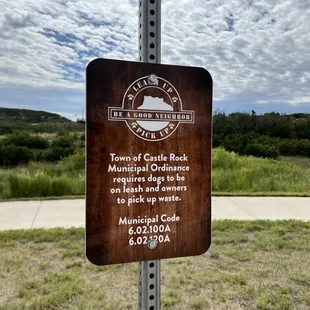 LEASH UP
BE A GOOD NEIGHBOR
PICK UP
Town of Castle Rock
Municipal Ordinance
requires dogs to be
on leash and owners
to pick up waste.
Municipal Code
6.02.100A
6.02.120A